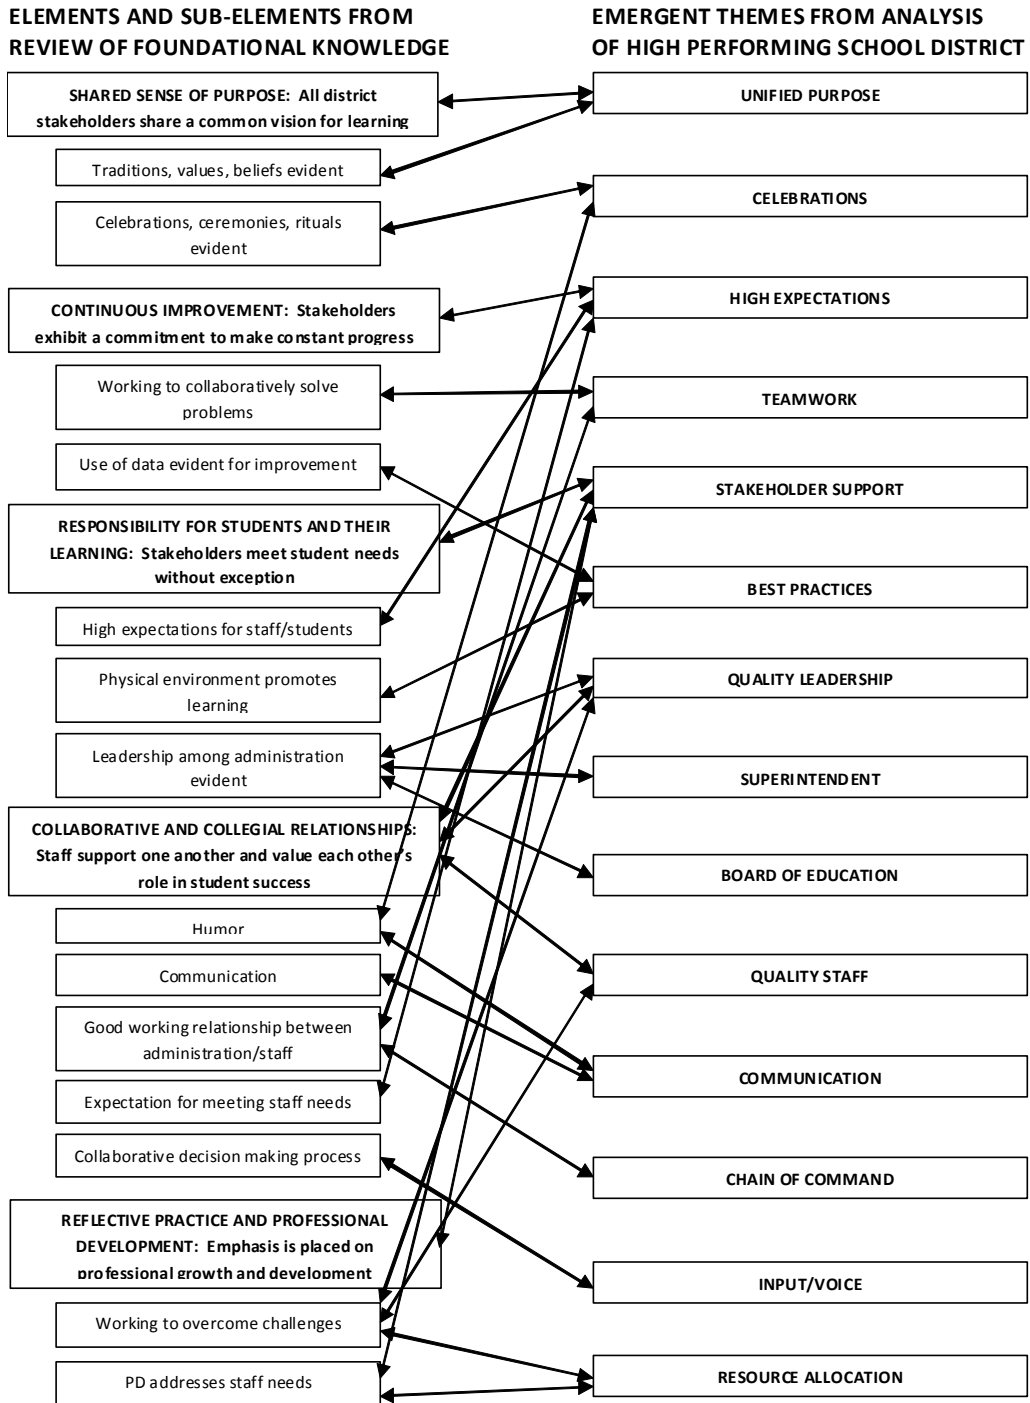 ELEMENTS AND SUB-ELEMENTS FROM
REVIEW OF FOUNDATIONAL KNOWLEDGE
SHARED SENSE OF PURPOSE: All district
stakeholders share a common vision for learning
Traditions, values, beliefs evident
Celebrations, ceremonies, rituals
evident
CONTINUOUS IMPROVEMENT: Stakeholders
exhibit a commitment to make constant progress
Working to collaboratively solve
problems
Use of data evident for improvement
RESPONSIBILITY FOR STUDENTS AND THEIR
LEARNING: Stakeholders meet student needs
without exception
High expectations for staff/students
Physical environment promotes
learning
Leadership among administration
evident
COLLABORATIVE AND COLLEGIAL RELATIONSHIPS:
Staff support one another and value each other's
role in student success
Humor
Communication
Good working relationship between
administration/staff
Expectation for meeting staff needs
Collaborative decision making process
REFLECTIVE PRACTICE AND PROFESSIONAL
DEVELOPMENT: Emphasis is placed on
professional growth and development
Working to overcome challenges
PD addresses staff needs
EMERGENT THEMES FROM ANALYSIS
OF HIGH PERFORMING SCHOOL DISTRICT
UNIFIED PURPOSE
CELEBRATIONS
HIGH EXPECTATIONS
TEAMWORK
STAKEHOLDER SUPPORT
BEST PRACTICES
QUALITY LEADERSHIP
SUPERINTENDENT
BOARD OF EDUCATION
QUALITY STAFF
COMMUNICATION
CHAIN OF COMMAND
INPUT/VOICE
RESOURCE ALLOCATION